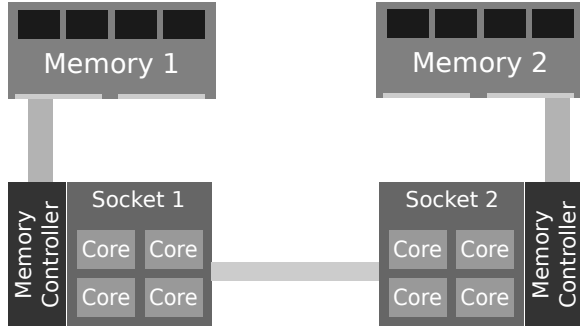 Memory 1
Memory 2
Memory
Controller
Socket 1
Core Core
Core Core
Socket 2
Core Core
Core Core
Memory
Controller